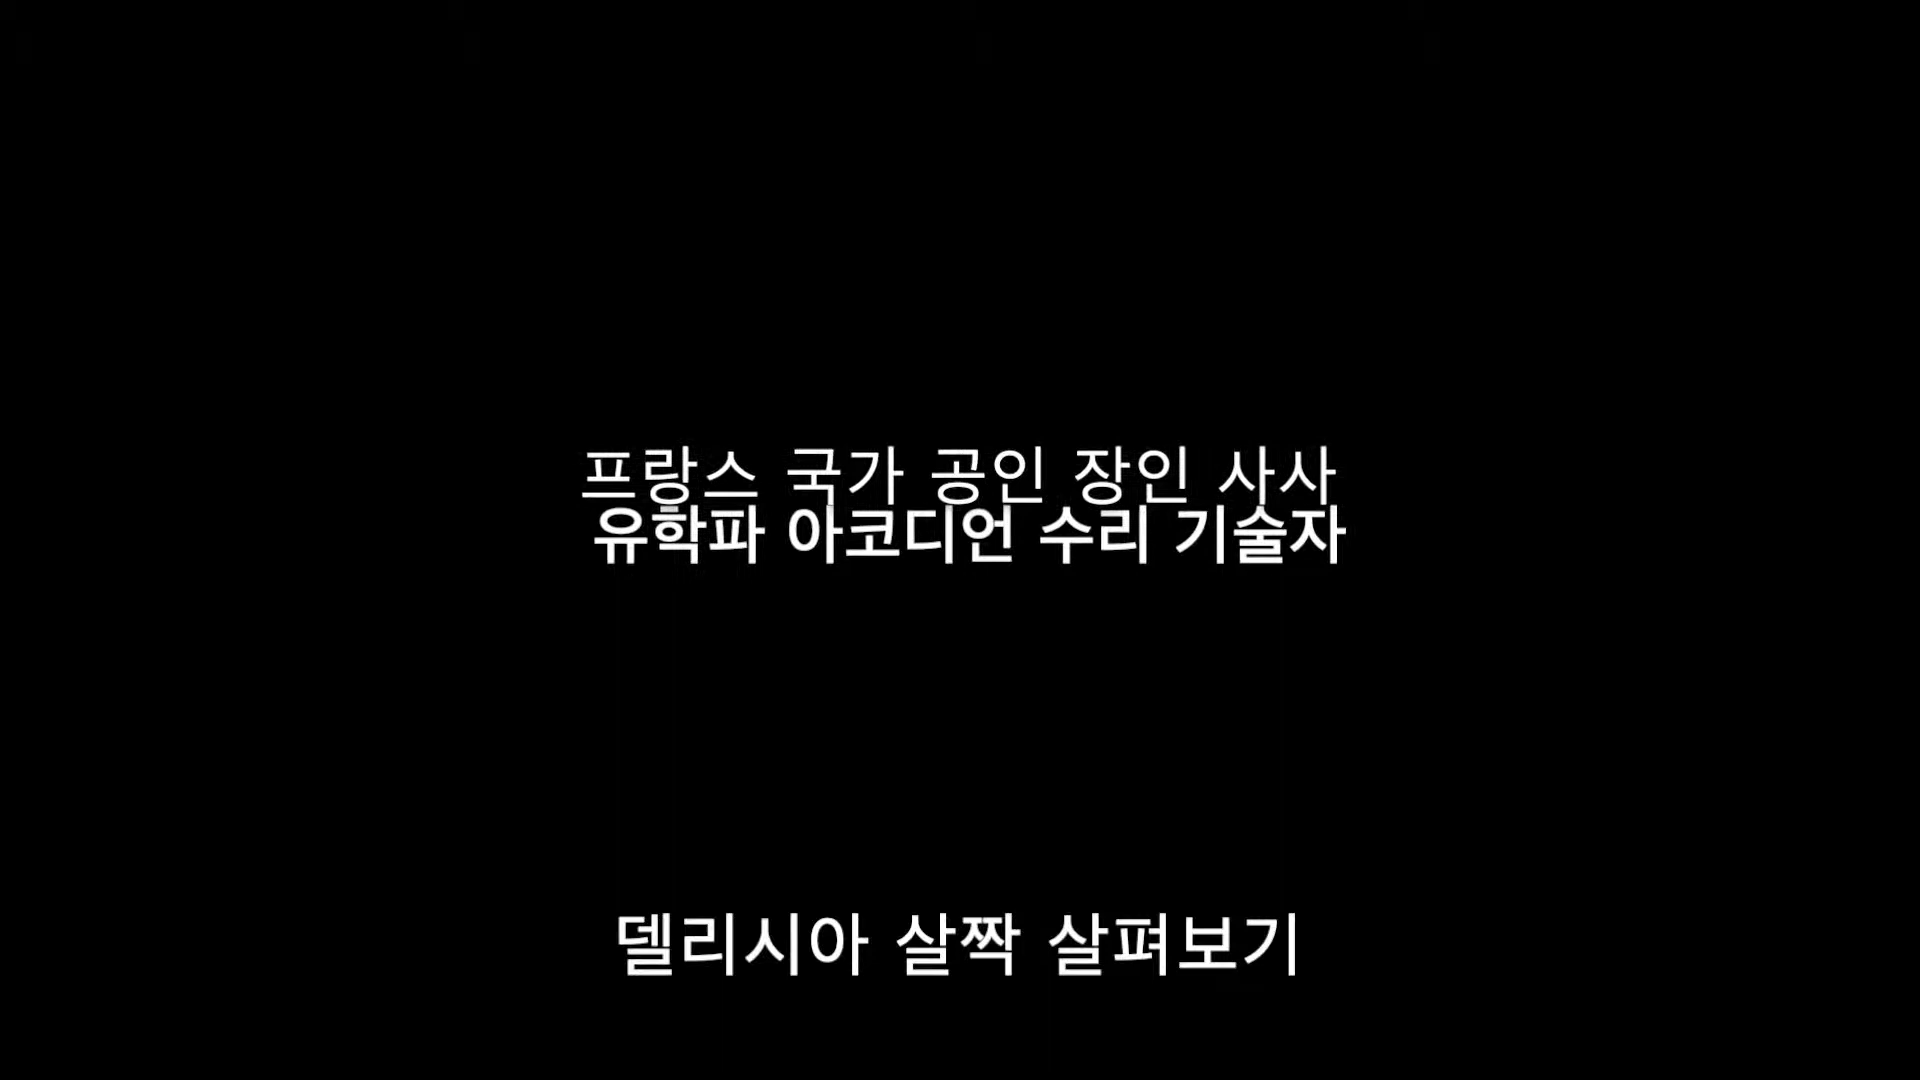 프랑스 국가 공인 장인 사사
유학파 아코디언 수리 기술자
델리시아 살짝 살펴보기